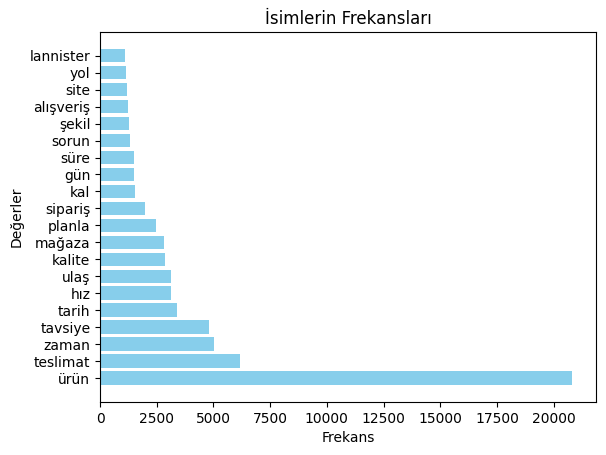 İsimlerin Frekansları
lannister
yol
site
alışveriş
şekil
sorun
süre
gün
kal
sipariş
planla
mağaza
kalite
ulaş
hız
tarih
tavsiye
zaman
teslimat
ürün
Değerler
0 2500 5000 7500 10000 12500 15000 17500 20000
Frekans